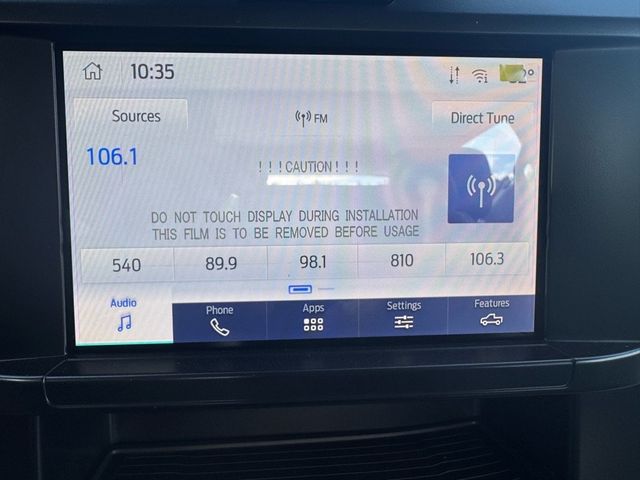 10:35
Sources
FM
Direct Tune
106.1
! ! ! CAUTION ! ! !
DO NOT TOUCH DISPLAY DURING INSTALLATION
THIS FILM IS TO BE REMOVED BEFORE USAGE
540 89.9 98.1 810 106.3
Audio Phone Apps Settings Features